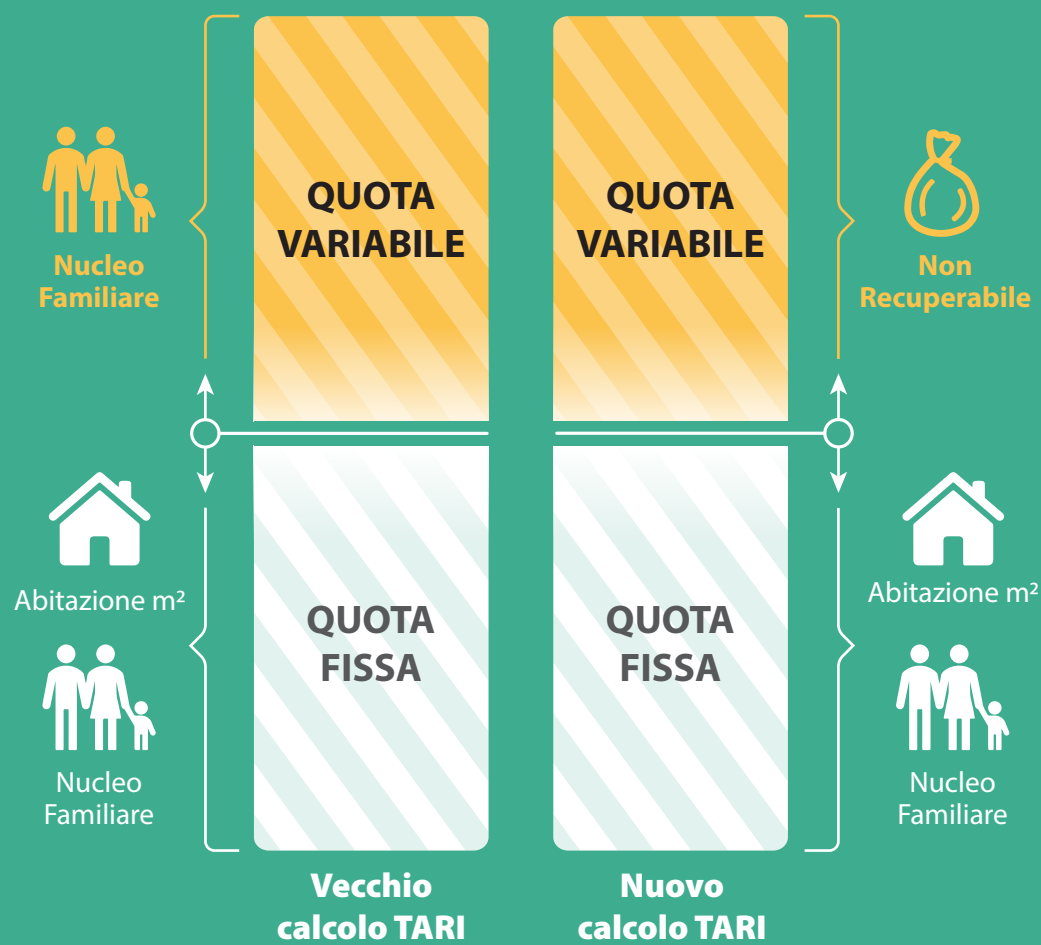 QUOTA
VARIABILE
QUOTA
VARIABILE
Nucleo
Familiare
Non
Recuperabile
Abitazione m²
Nucleo
Familiare
QUOTA
FISSA
QUOTA
FISSA
Abitazione m²
Nucleo
Familiare
Vecchio
calcolo TARI
Nuovo
calcolo TARI